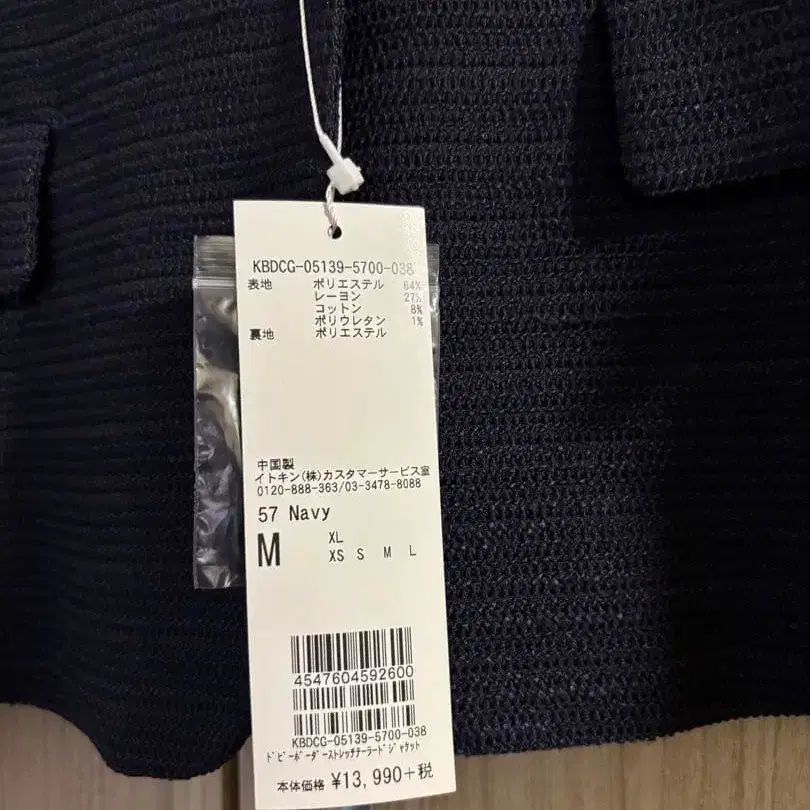 KBDCG-05139-5700-038
表地 ポリエステル 64%
レーヨン 27%
コットン 8%
ポリウレタン 1%
裏地 ポリエステル
中国製
イトキン(株)カスタマーサービス室
0120-888-363/03-3478-8088
57 Navy
M XL
XS S M L
4547604592600
KBDCG-05139-5700-038
ドビーボーダーストレッチテーラードジャケット
本体価格 ¥13,990+税